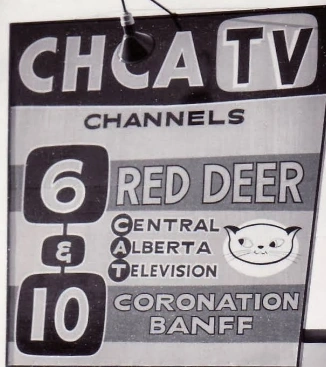 CHCA TV
CHANNELS
6 RED DEER
& CENTRAL
ALBERTA
TELEVISION
10 CORONATION
BANFF